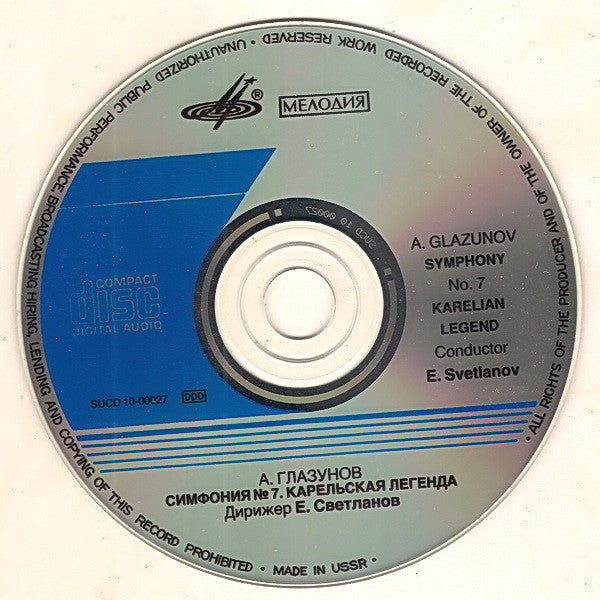 • ALL RIGHTS OF THE PRODUCER AND OF THE OWNER OF THE RECORDED WORK RESERVED • UNAUTHORIZED PUBLIC PERFORMANCE, BROADCASTING HIRING, LENDING AND COPYING OF THIS RECORD PROHIBITED • MADE IN USSR •
®
МЕЛОДИЯ
SUCD 10 00027
A. GLAZUNOV
SYMPHONY
No. 7
KARELIAN
LEGEND
Conductor
E. Svetlanov
COMPACT
DISC
DIGITAL AUDIO
SUCD 10-00027 DDD
А. ГЛАЗУНОВ
СИМФОНИЯ № 7. КАРЕЛЬСКАЯ ЛЕГЕНДА
Дирижер Е. Светланов